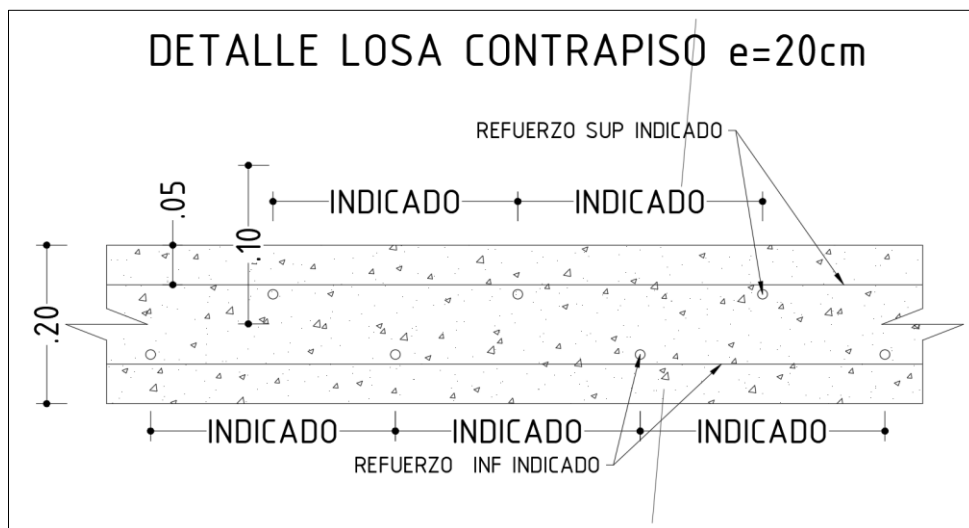 DETALLE LOSA CONTRAPISO e=20cm
REFUERZO SUP INDICADO
.05
INDICADO
INDICADO
.10
.20
INDICADO
INDICADO
INDICADO
REFUERZO INF INDICADO